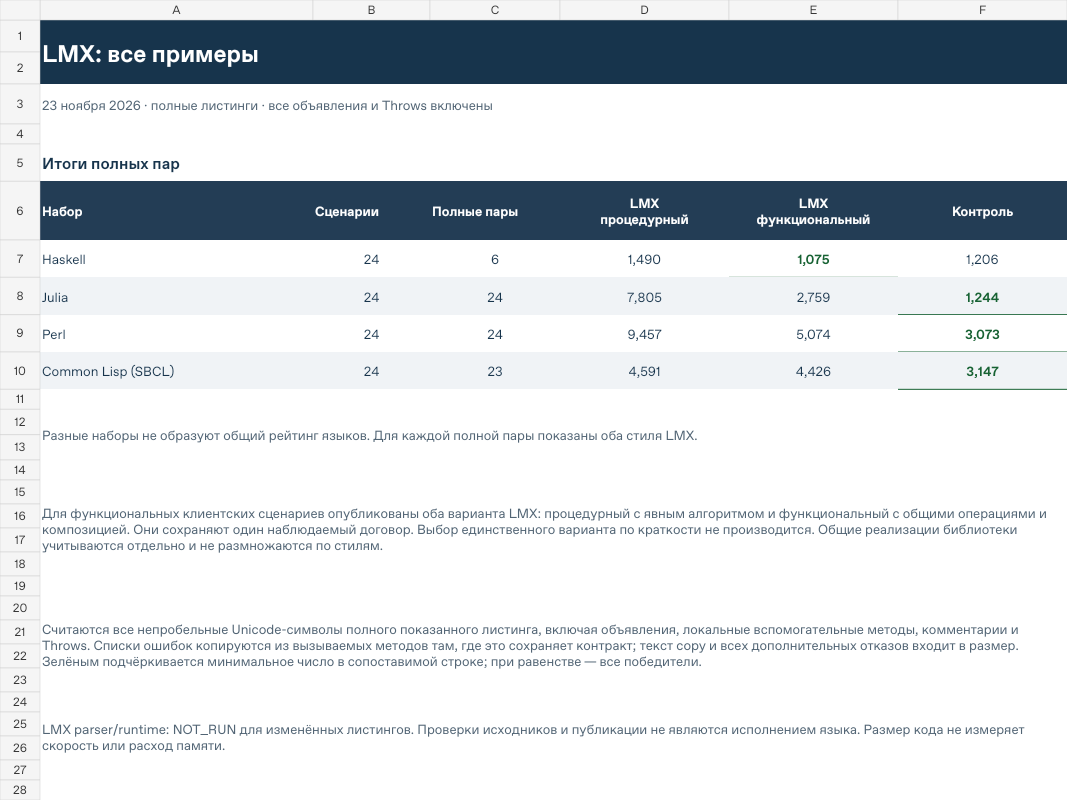 A B C D E F
1
2
LMX: все примеры
3 23 ноября 2026 · полные листинги · все объявления и Throws включены
4
5 Итоги полных пар
6 Набор Сценарии Полные пары LMX процедурный LMX функциональный Контроль
7 Haskell 24 6 1,490 1,075 1,206
8 Julia 24 24 7,805 2,759 1,244
9 Perl 24 24 9,457 5,074 3,073
10 Common Lisp (SBCL) 24 23 4,591 4,426 3,147
11
12
13
Разные наборы не образуют общий рейтинг языков. Для каждой полной пары показаны оба стиля LMX.
14
15
16
17
18
Для функциональных клиентских сценариев опубликованы оба варианта LMX: процедурный с явным алгоритмом и функциональный с общими операциями и
композицией. Они сохраняют один наблюдаемый договор. Выбор единственного варианта по краткости не производится. Общие реализации библиотеки
учитываются отдельно и не размножаются по стилям.
19
20
21
22
23
Считаются все непробельные Unicode-символы полного показанного листинга, включая объявления, локальные вспомогательные методы, комментарии и
Throws. Списки ошибок копируются из вызываемых методов там, где это сохраняет контракт; текст copy и всех дополнительных отказов входит в размер.
Зелёным подчёркивается минимальное число в сопоставимой строке; при равенстве — все победители.
24
25
26
LMX parser/runtime: NOT_RUN для изменённых листингов. Проверки исходников и публикации не являются исполнением языка. Размер кода не измеряет
скорость или расход памяти.
27
28